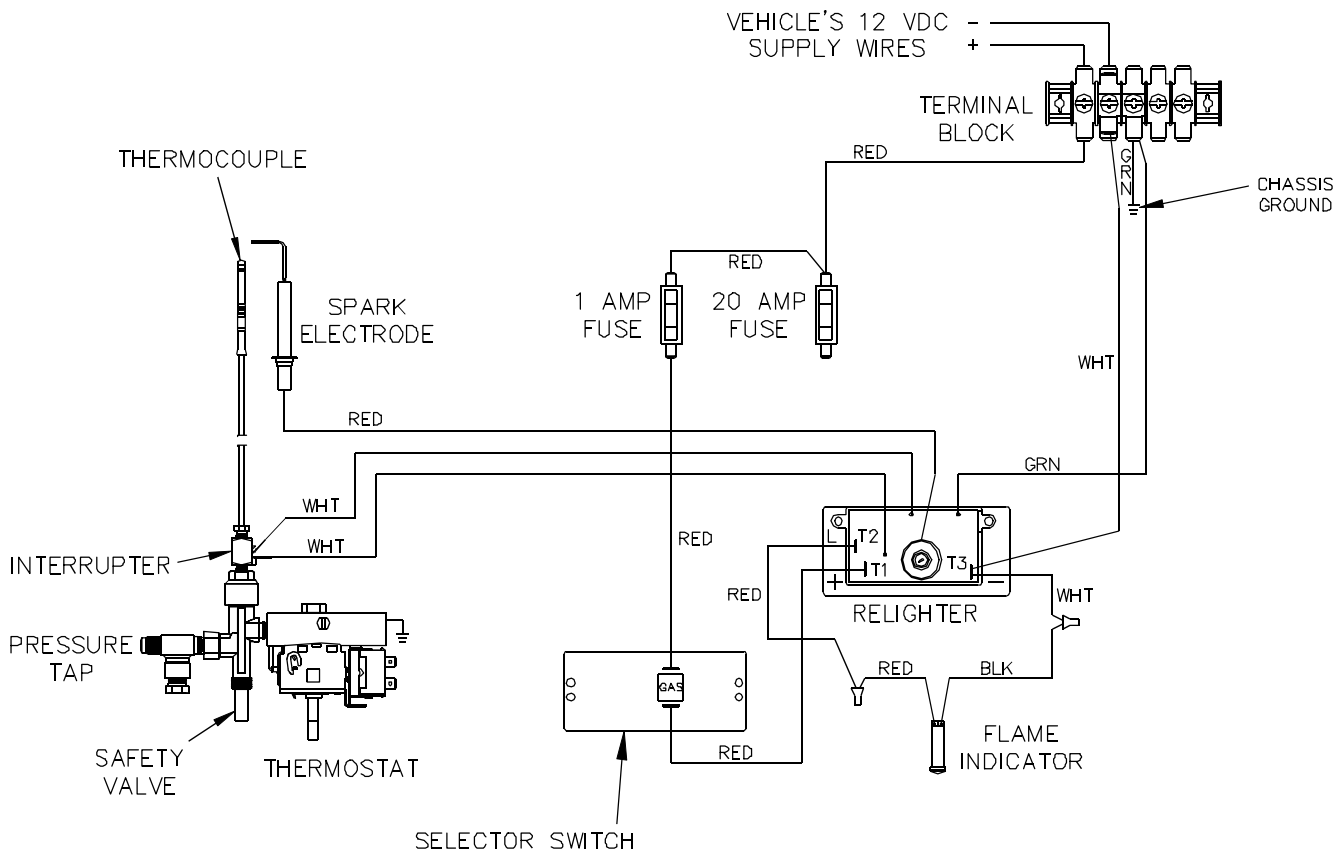 VEHICLE'S 12 VDC -
SUPPLY WIRES +
TERMINAL
BLOCK
RED
GRN
CHASSIS
GROUND
THERMOCOUPLE
RED
SPARK
ELECTRODE
1 AMP
FUSE
20 AMP
FUSE
WHT
RED
GRN
WHT
WHT
INTERRUPTER
RED
L
T2
T1
T3
+
-
RED
RELIGHTER
WHT
PRESSURE
TAP
GAS
RED
BLK
RED
SAFETY
VALVE
THERMOSTAT
FLAME
INDICATOR
SELECTOR SWITCH